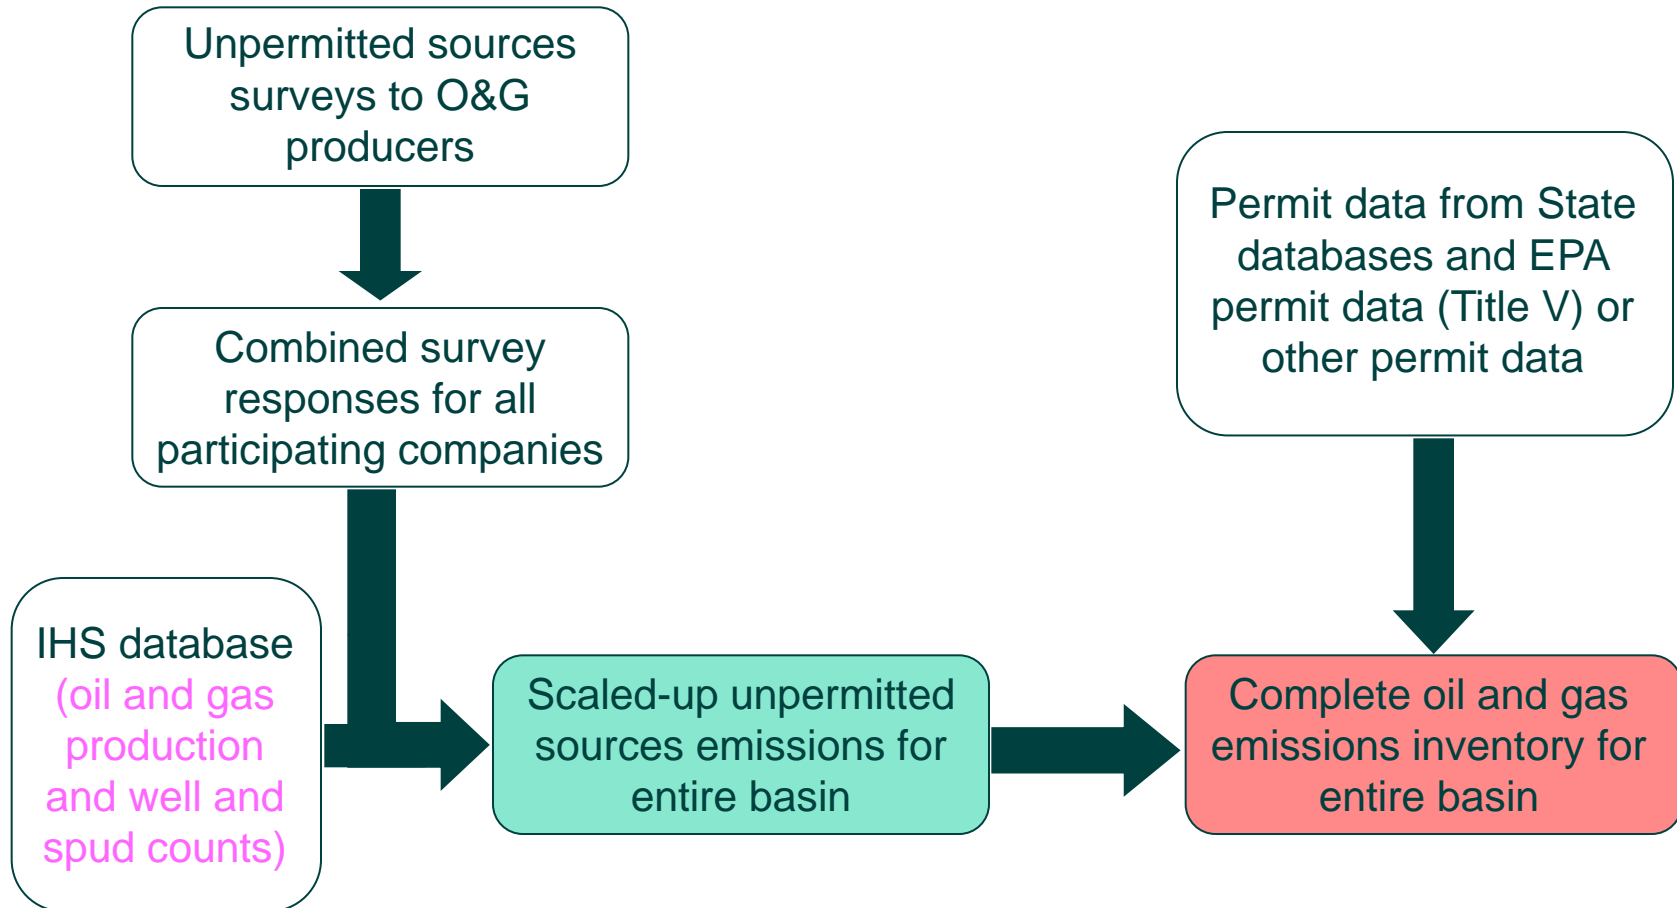 Unpermitted sources
surveys to O&G
producers
Combined survey
responses for all
participating companies
IHS database
(oil and gas
production
and well and
spud counts)
Scaled-up unpermitted
sources emissions for
entire basin
Permit data from State
databases and EPA
permit data (Title V) or
other permit data
Complete oil and gas
emissions inventory for
entire basin